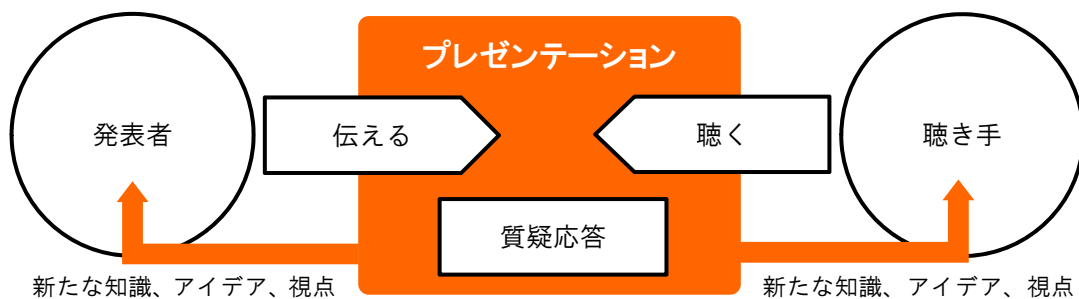 プレゼンテーション
発表者
伝える
聴く
聴き手
質疑応答
新たな知識、アイデア、視点
新たな知識、アイデア、視点